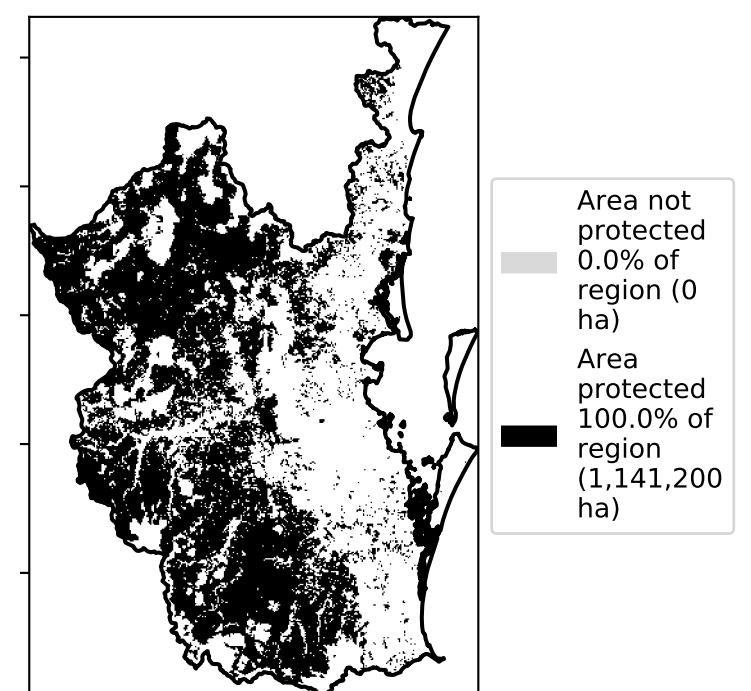 Area not
protected
0.0% of
region (0
ha)
Area
protected
100.0% of
region
(1,141,200
ha)